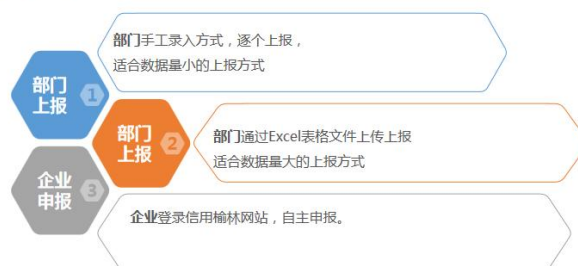 部门
上报
1
部门手工录入方式，逐个上报，
适合数据量小的上报方式
部门
上报
2
部门通过Excel表格文件上传上报
适合数据量大的上报方式
企业
申报
3
企业登录信用榆林网站，自主申报。